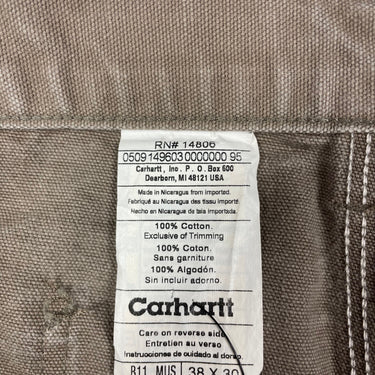 RN# 14806
0509 149603 0000000 95
Carhartt, Inc. P.O. Box 600
Dearborn, MI 48121 USA
Made in Nicaragua from imported.
Fabriqué au Nicaragua des tissu importés
Hecho en Nicaragua de tela importada.
100% Cotton.
Exclusive of Trimming
100% Coton.
Sans garniture
100% Algodón.
Sin incluir adorno.
Carhartt
Care on reverse side
Entretien au verso
Instrucciones de cuidado al dorso
B11 MUS 38 X 30